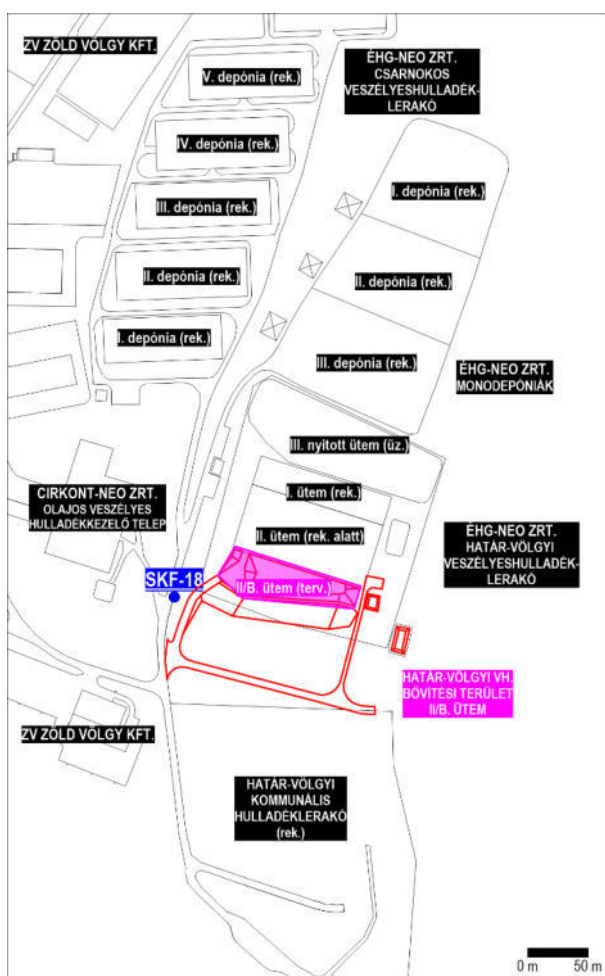 ZV ZÖLD VÖLGY KFT.
V. depónia (rek.)
IV. depónia (rek.)
III. depónia (rek.)
II. depónia (rek.)
I. depónia (rek.)
ÉHG-NEO ZRT.
CSARNOKOS
VESZÉLYESHULLADÉK-
LERAKÓ
I. depónia (rek.)
II. depónia (rek.)
III. depónia (rek.)
ÉHG-NEO ZRT.
MONODEPÓNIÁK
III. nyitott ütem (üz.)
I. ütem (rek.)
II. ütem (rek. alatt)
II/B. ütem (terv.)
CIRKONT-NEO ZRT.
OLAJOS VESZÉLYES
HULLADÉKKEZELŐ TELEP
SKF-18
ÉHG-NEO ZRT.
HATÁR-VÖLGYI
VESZÉLYESHULLADÉK-
LERAKÓ
HATÁR-VÖLGYI VH.
BŐVÍTÉSI TERÜLET
II/B. ÜTEM
ZV ZÖLD VÖLGY KFT.
HATÁR-VÖLGYI
KOMMUNÁLIS
HULLADÉKLERAKÓ
(rek.)
0 m 50 m